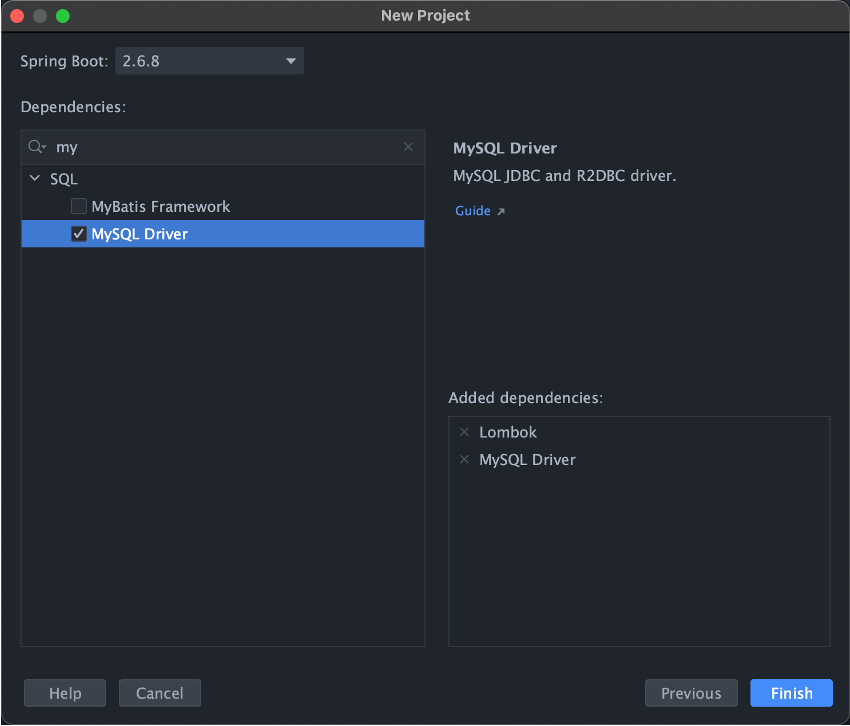 New Project
Spring Boot: 2.6.8
Dependencies:
my
SQL
MyBatis Framework
MySQL Driver
MySQL Driver
MySQL JDBC and R2DBC driver.
Guide
Added dependencies:
Lombok
MySQL Driver
Help
Cancel
Previous
Finish